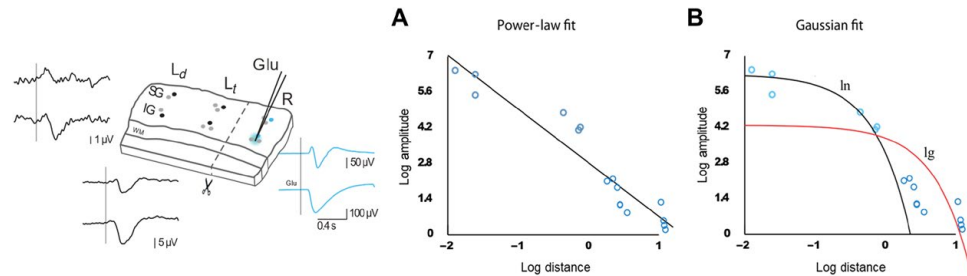 A
B
Power-law fit
Gaussian fit
Glu
L_d
L_t
R
SG
IG
WM
| 1 µV
| 50 µV
Glu
| 100 µV
0.4 s
| 5 µV
7
5.6
4.2
2.8
1.4
0
Log amplitude
−2
−1
0
1
Log distance
7
5.6
4.2
2.8
1.4
0
Log amplitude
ln
lg
−2
−1
0
1
Log distance